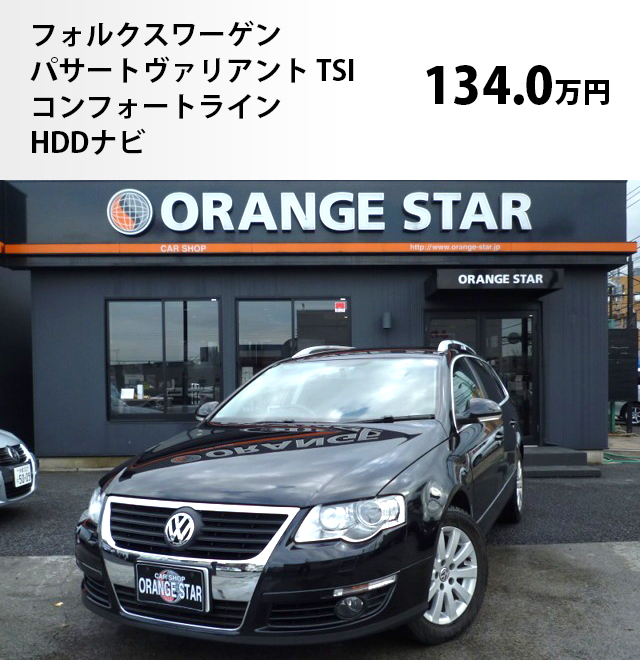 フォルクスワーゲン
パサートヴァリアント TSI
コンフォートライン
HDDナビ
134.0万円
ORANGE STAR
CAR SHOP http://www.orange-star.jp
ORANGE STAR
ORANGE
CAR SHOP
ORANGE STAR